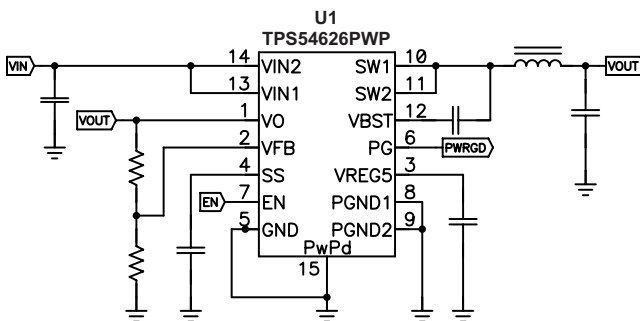 U1
TPS54626PWP
VIN 14 VIN2 SW1 10 VOUT
13 VIN1 SW2 11
VOUT 1 VO VBST 12
2 VFB PG 6 PWRGD
4 SS VREG5 3
EN 7 EN PGND1 8
5 GND PGND2 9
PwPd
15